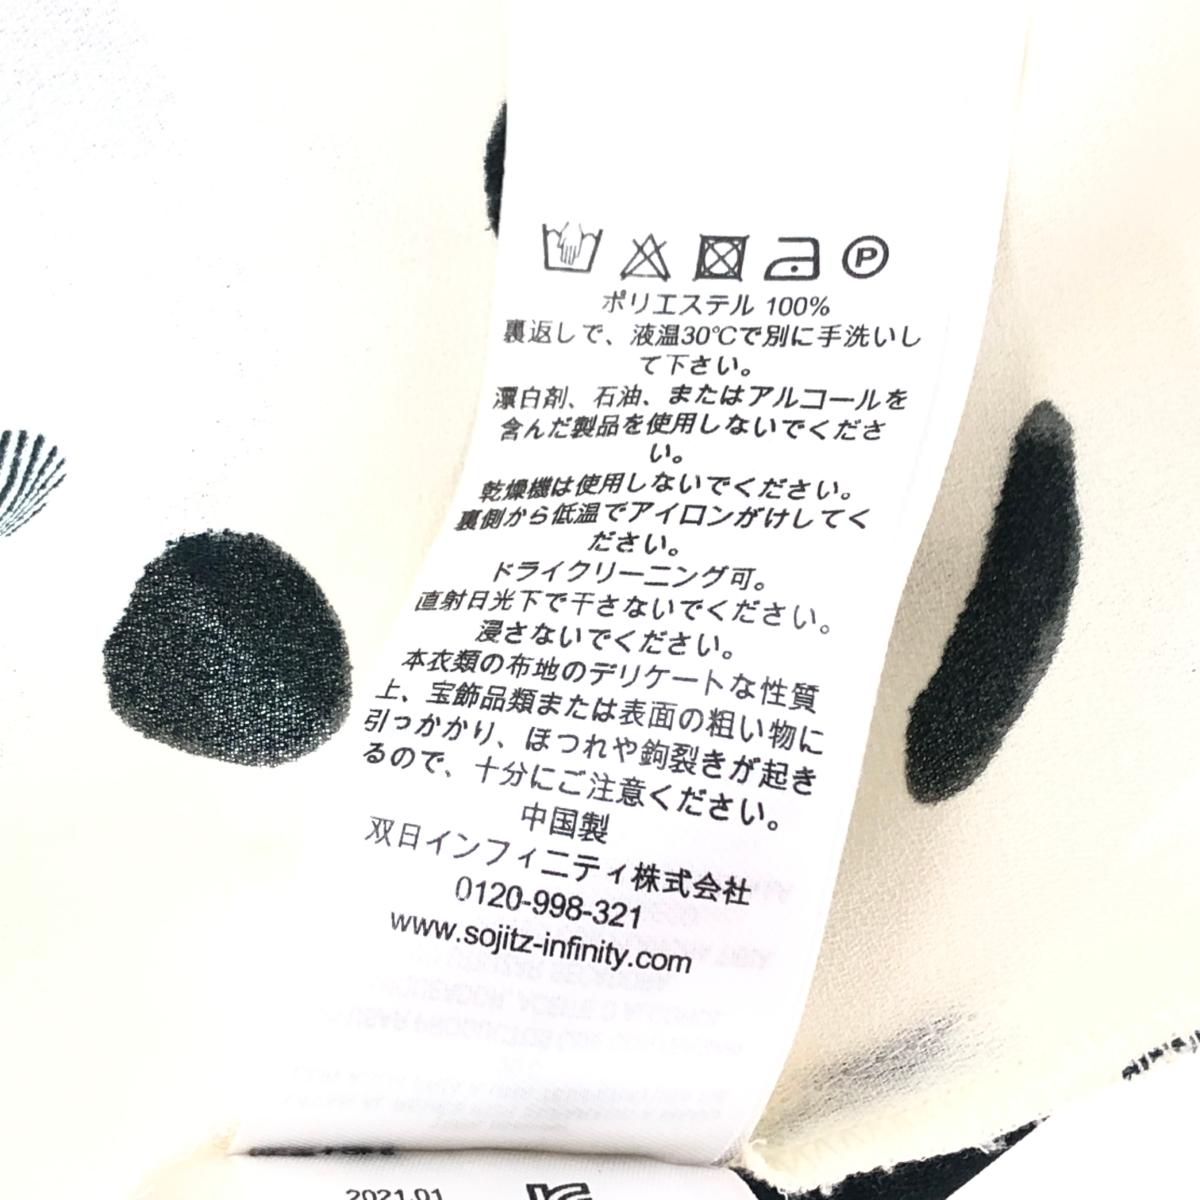 P
ポリエステル 100%
裏返しで、液温30℃で別に手洗いし
て下さい。
漂白剤、石油、またはアルコールを
含んだ製品を使用しないでくださ
い。
乾燥機は使用しないでください。
裏側から低温でアイロンがけしてく
ださい。
ドライクリーニング可。
直射日光下で干さないでください。
浸さないでください。
本衣類の布地のデリケートな性質
上、宝飾品類または表面の粗い物に
引っかかり、ほつれや鉤裂きが起き
るので、十分にご注意ください。
中国製
双日インフィニティ株式会社
0120-998-321
www.sojitz-infinity.com
2021.01